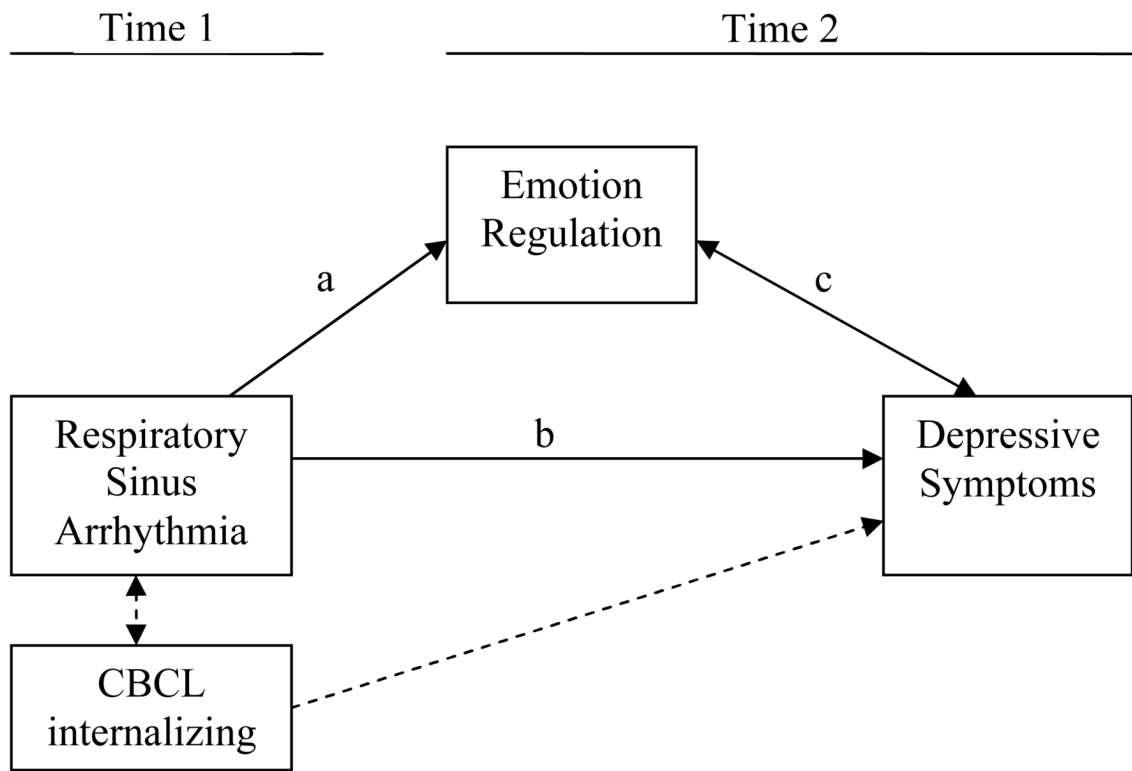 Time 1
Time 2
Emotion
Regulation
a
c
Respiratory
Sinus
Arrhythmia
b
Depressive
Symptoms
CBCL
internalizing